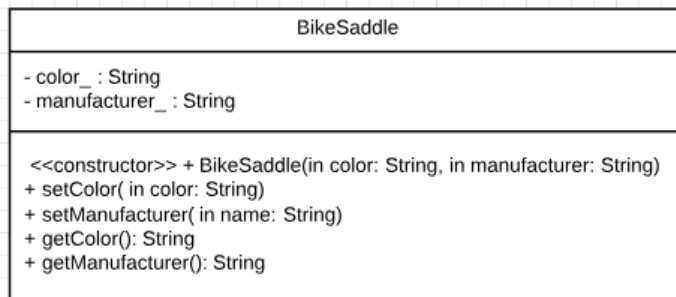 BikeSaddle
- color_ : String
- manufacturer_ : String
<<constructor>> + BikeSaddle(in color: String, in manufacturer: String)
+ setColor( in color: String)
+ setManufacturer( in name: String)
+ getColor(): String
+ getManufacturer(): String